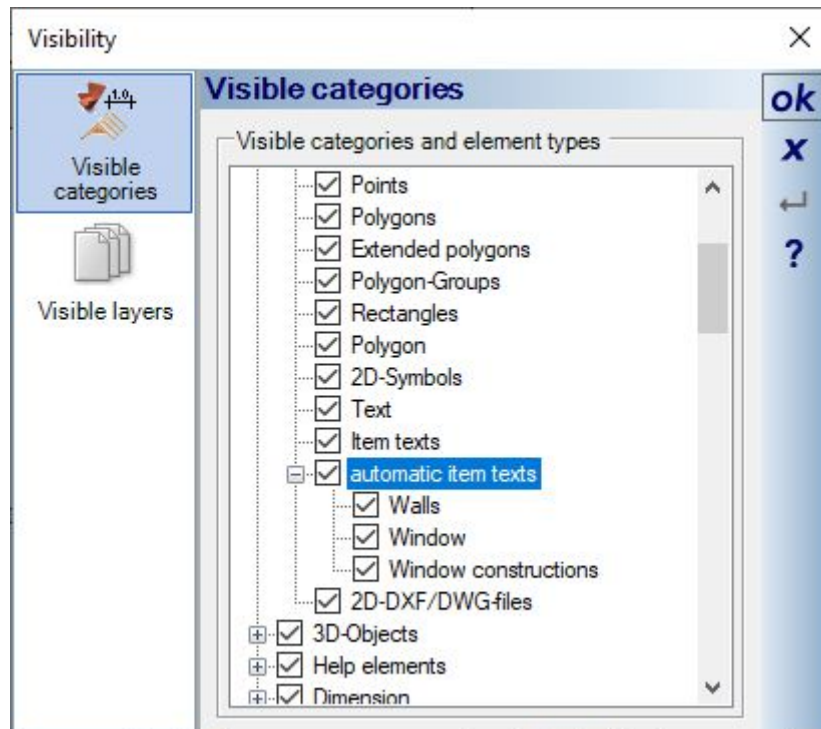 Visibility
Visible categories
Visible layers
Visible categories
Visible categories and element types
Points
Polygons
Extended polygons
Polygon-Groups
Rectangles
Polygon
2D-Symbols
Text
Item texts
automatic item texts
Walls
Window
Window constructions
2D-DXF/DWG-files
3D-Objects
Help elements
Dimension
ok
x
?